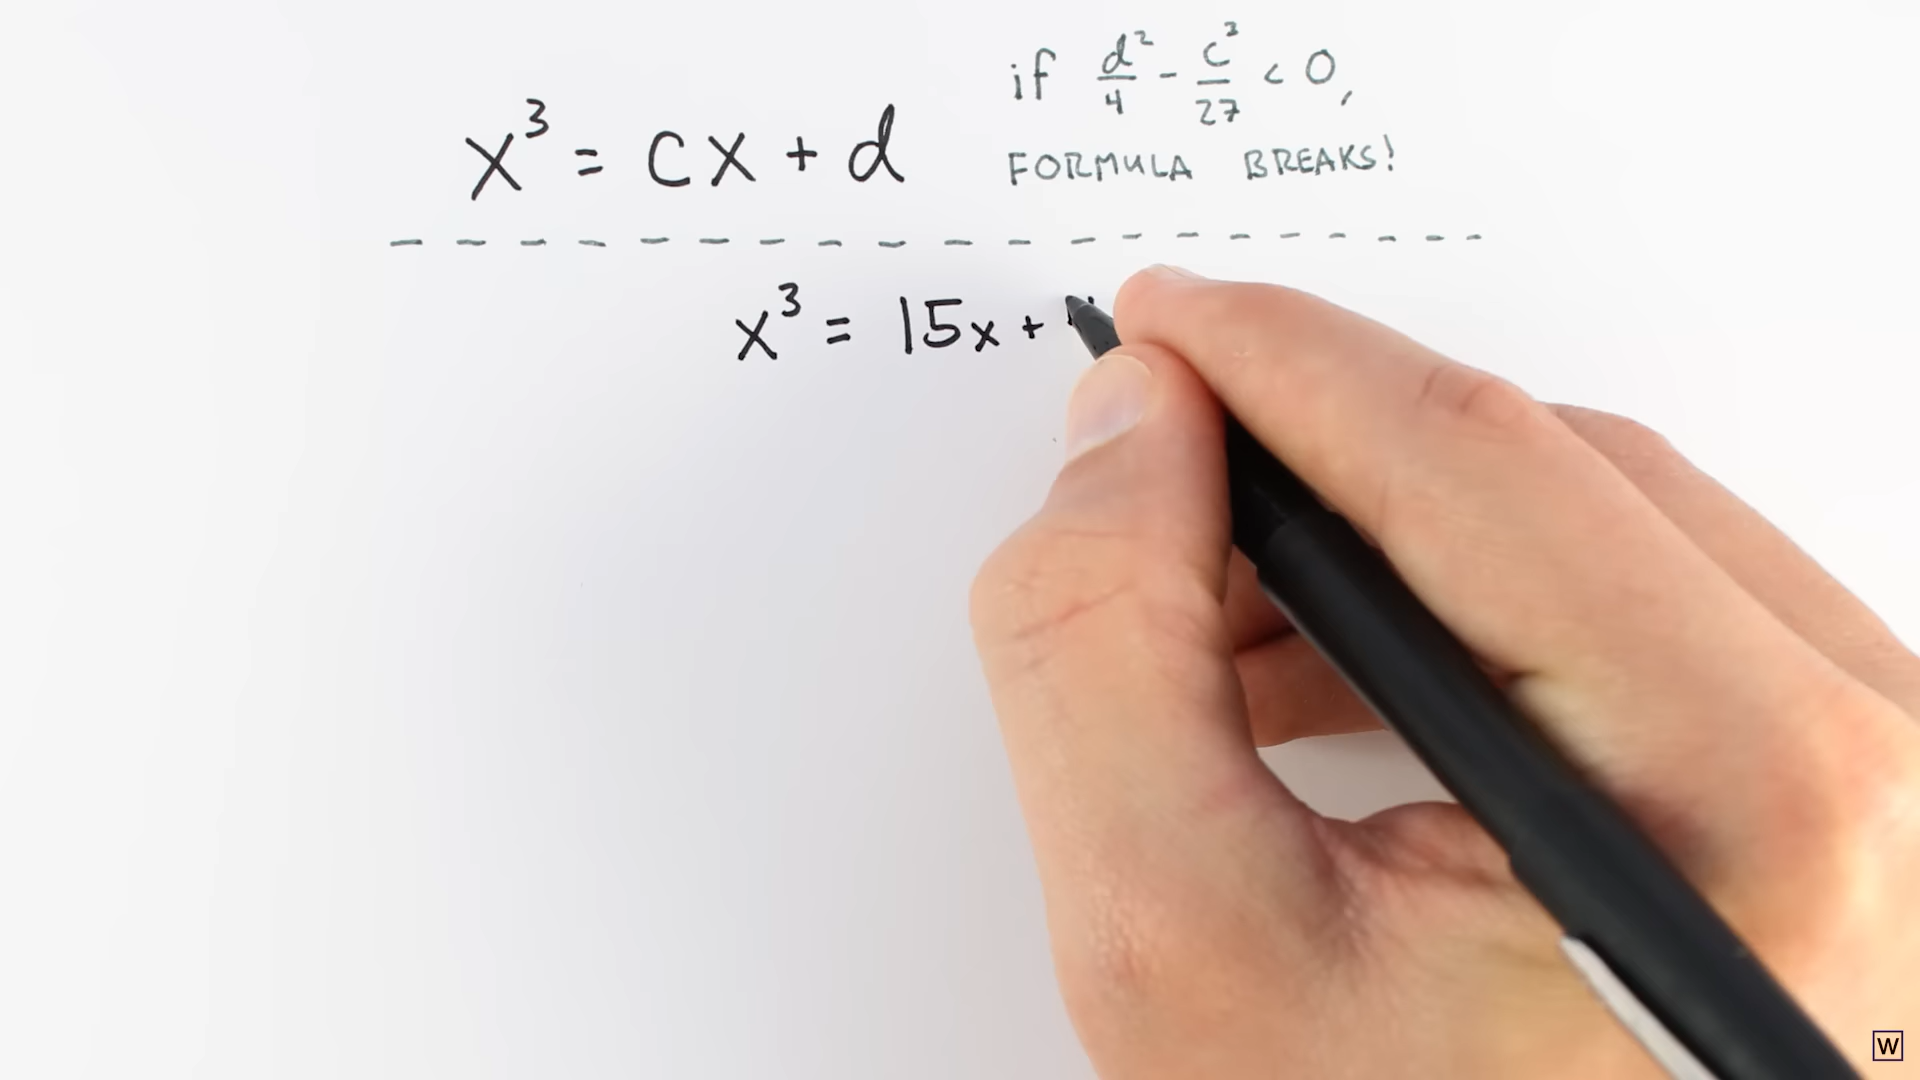 if d²/4 - c³/27 < 0,
x³ = cx + d
FORMULA BREAKS!
x³ = 15x +
W